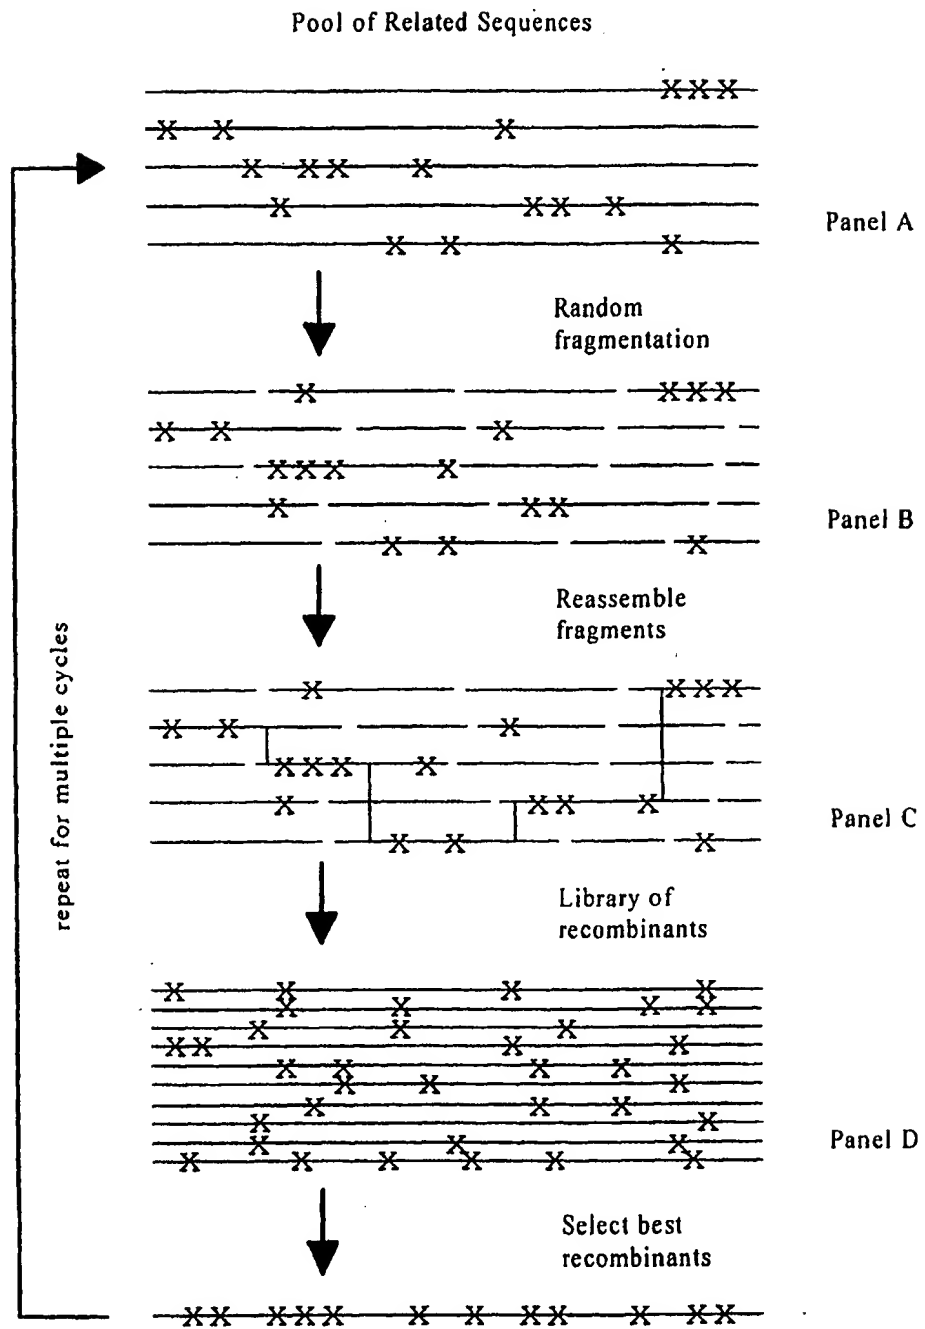 Pool of Related Sequences
X X X
X X X
X X X X
X X X X
Panel A
X X X
Random
fragmentation
X X X X
X X X
X X X X
X X X
Panel B
X X X
Reassemble
fragments
X X X X
X X X
X X X X
X X X X
Panel C
X X X
repeat for multiple cycles
Library of
recombinants
X X X X
X X X X
X X X
X X X X
X X X X
X X X
X X X
X X
Panel D
X X X
X X X X X X
Select best
recombinants
X X X X X X X X X X X X